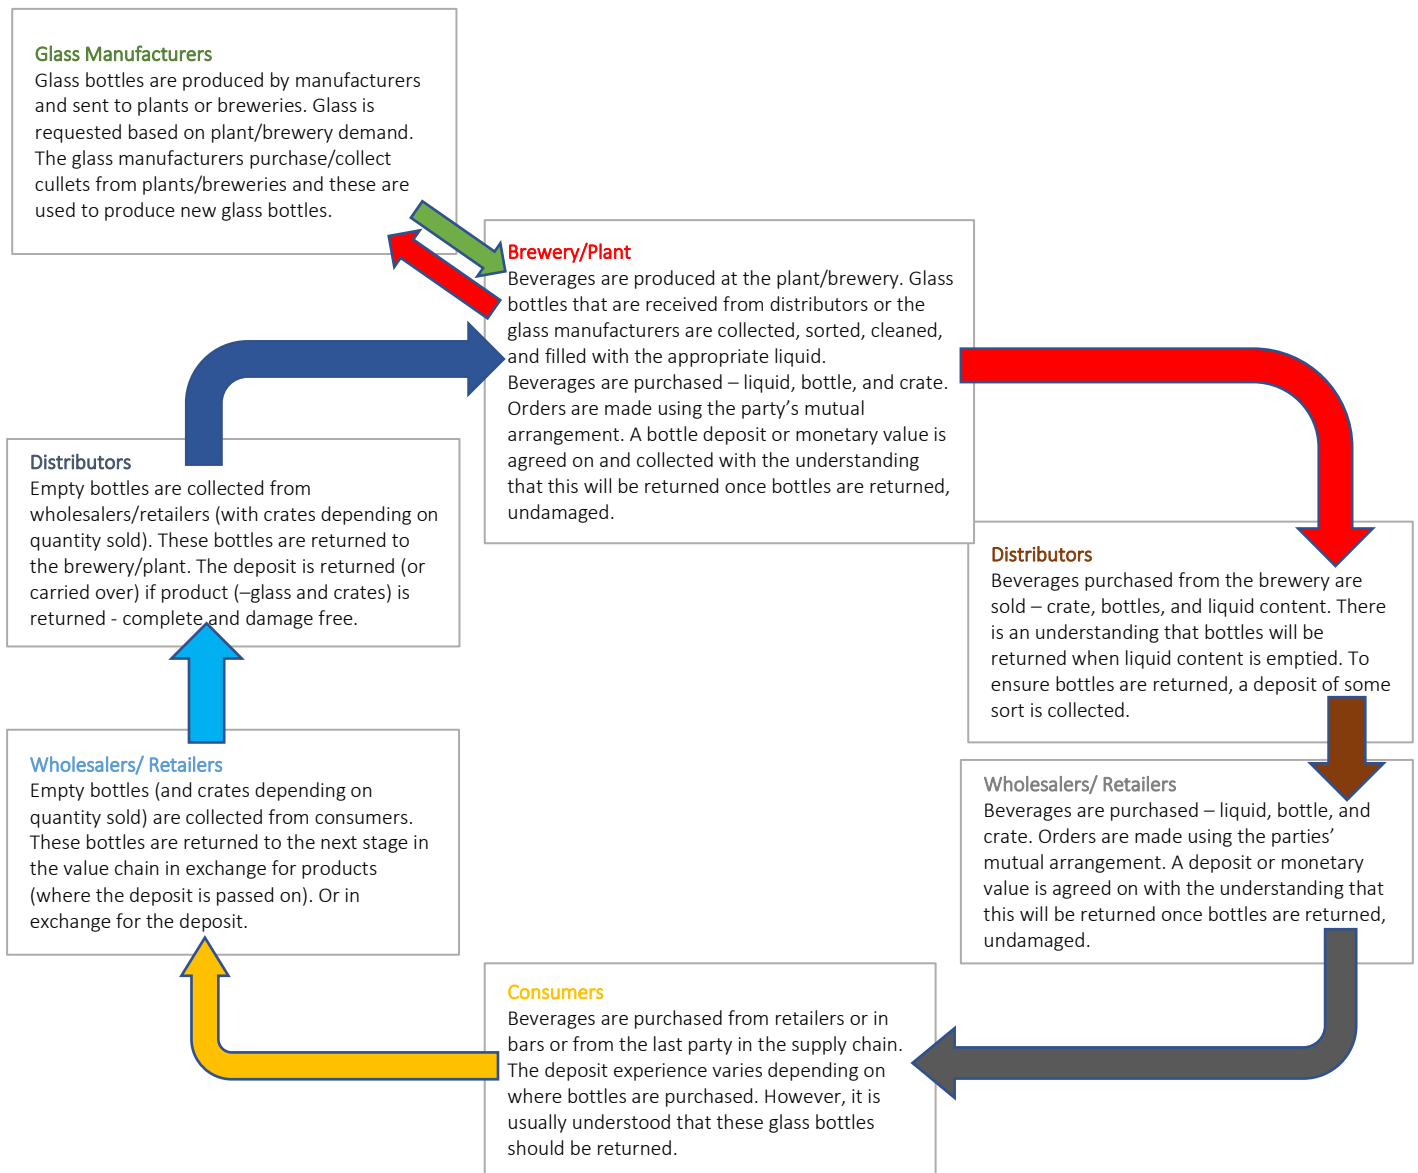 Glass Manufacturers
Glass bottles are produced by manufacturers
and sent to plants or breweries. Glass is
requested based on plant/brewery demand.
The glass manufacturers purchase/collect
cullets from plants/breweries and these are
used to produce new glass bottles.
Brewery/Plant
Beverages are produced at the plant/brewery. Glass
bottles that are received from distributors or the
glass manufacturers are collected, sorted, cleaned,
and filled with the appropriate liquid.
Beverages are purchased – liquid, bottle, and crate.
Orders are made using the party’s mutual
arrangement. A bottle deposit or monetary value is
agreed on and collected with the understanding
that this will be returned once bottles are returned,
undamaged.
Distributors
Beverages purchased from the brewery are
sold – crate, bottles, and liquid content. There
is an understanding that bottles will be
returned when liquid content is emptied. To
ensure bottles are returned, a deposit of some
sort is collected.
Wholesalers/ Retailers
Beverages are purchased – liquid, bottle, and
crate. Orders are made using the parties’
mutual arrangement. A deposit or monetary
value is agreed on with the understanding that
this will be returned once bottles are returned,
undamaged.
Consumers
Beverages are purchased from retailers or in
bars or from the last party in the supply chain.
The deposit experience varies depending on
where bottles are purchased. However, it is
usually understood that these glass bottles
should be returned.
Wholesalers/ Retailers
Empty bottles (and crates depending on
quantity sold) are collected from consumers.
These bottles are returned to the next stage in
the value chain in exchange for products
(where the deposit is passed on). Or in
exchange for the deposit.
Distributors
Empty bottles are collected from
wholesalers/retailers (with crates depending on
quantity sold). These bottles are returned to
the brewery/plant. The deposit is returned (or
carried over) if product (–glass and crates) is
returned - complete and damage free.